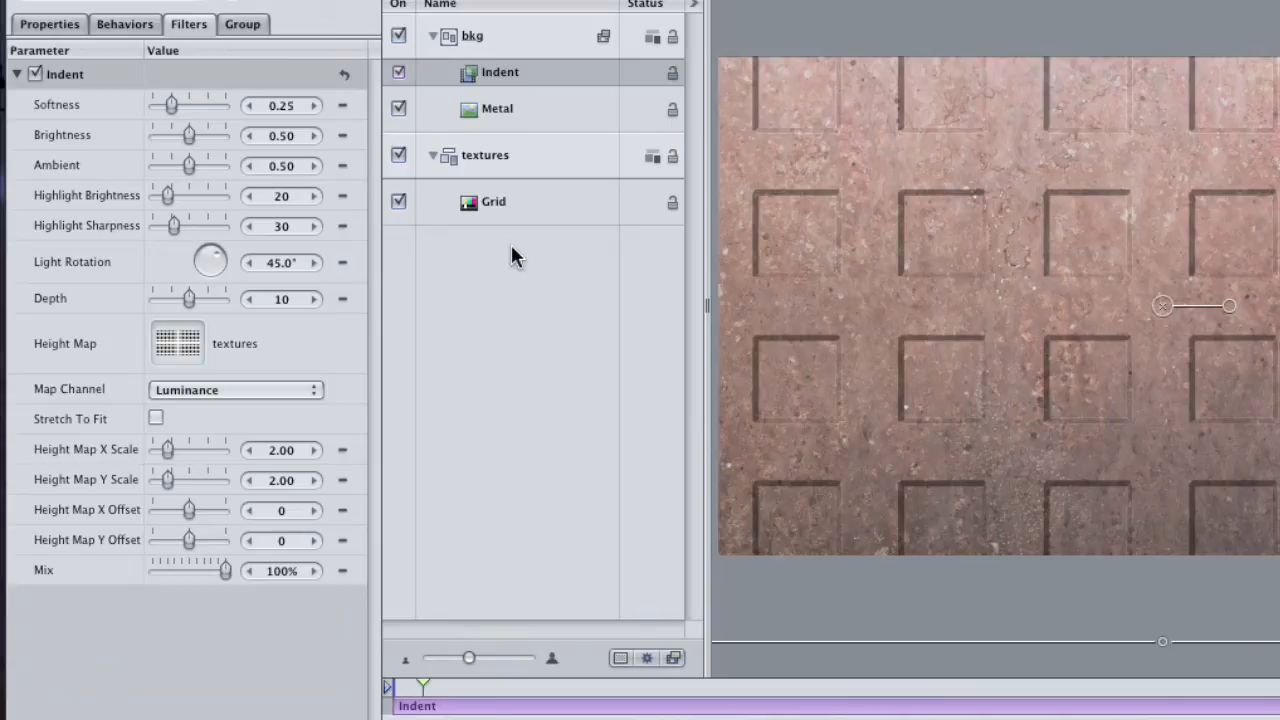 Properties Behaviors Filters Group
Parameter Value
Indent
Softness 0.25
Brightness 0.50
Ambient 0.50
Highlight Brightness 20
Highlight Sharpness 30
Light Rotation 45.0°
Depth 10
Height Map textures
Map Channel Luminance
Stretch To Fit
Height Map X Scale 2.00
Height Map Y Scale 2.00
Height Map X Offset 0
Height Map Y Offset 0
Mix 100%
On Name Status
bkg
Indent
Metal
textures
Grid
Indent